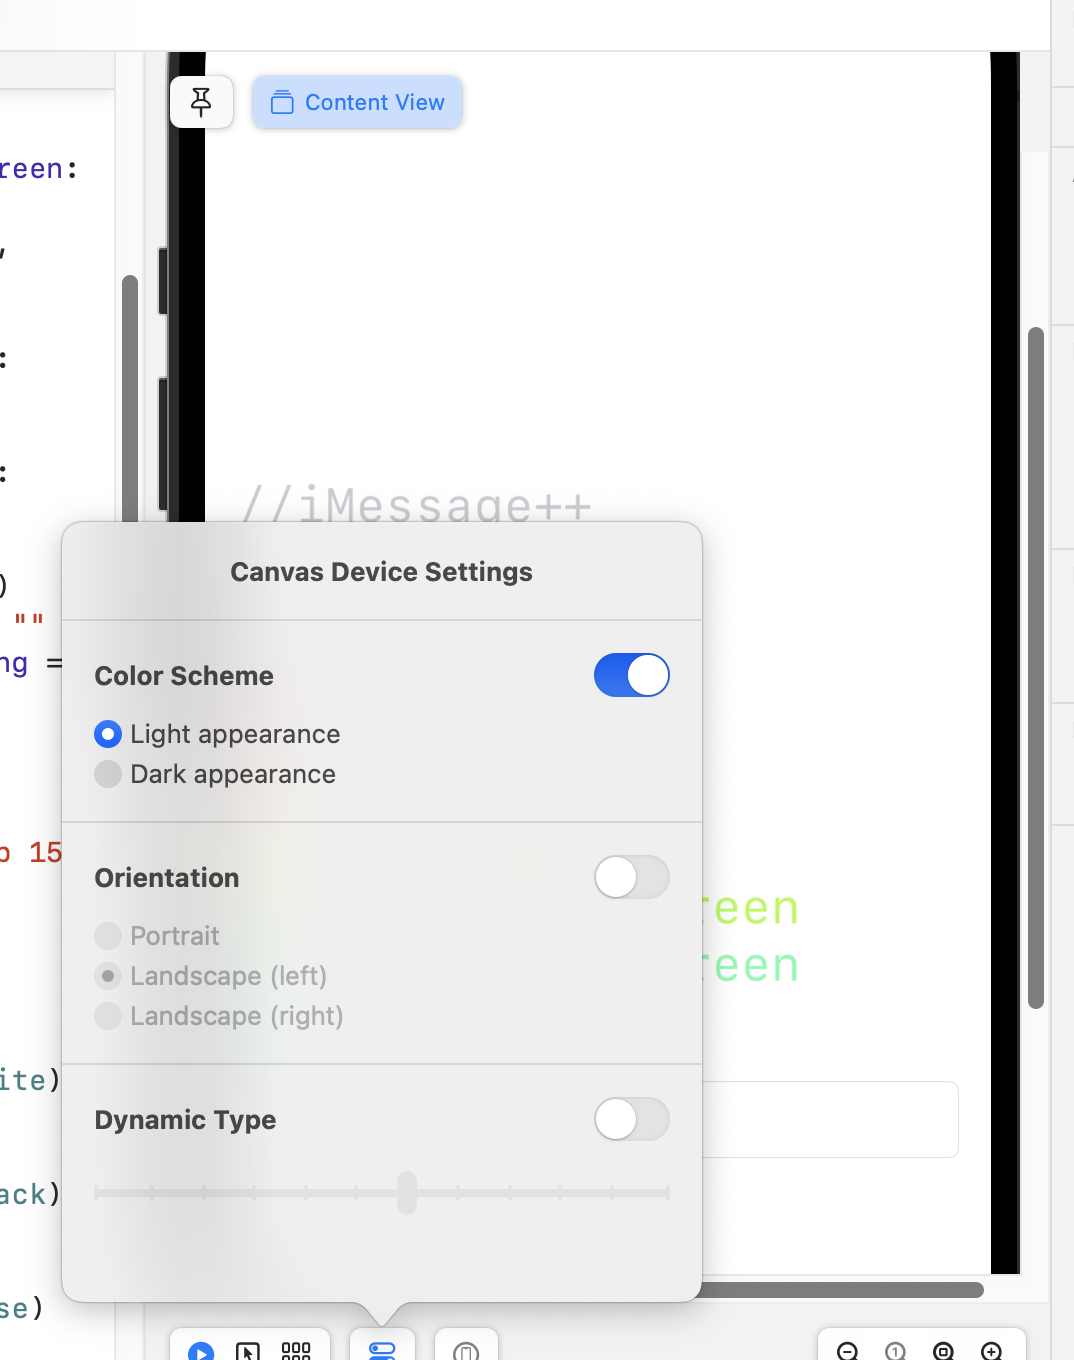 Content View
reen:
,
:
//iMessage++
:
Canvas Device Settings
)
""
ng =
Color Scheme
Light appearance
Dark appearance
p 15
Orientation
reen
Portrait
reen
Landscape (left)
Landscape (right)
ite)
Dynamic Type
ack)
se)
1